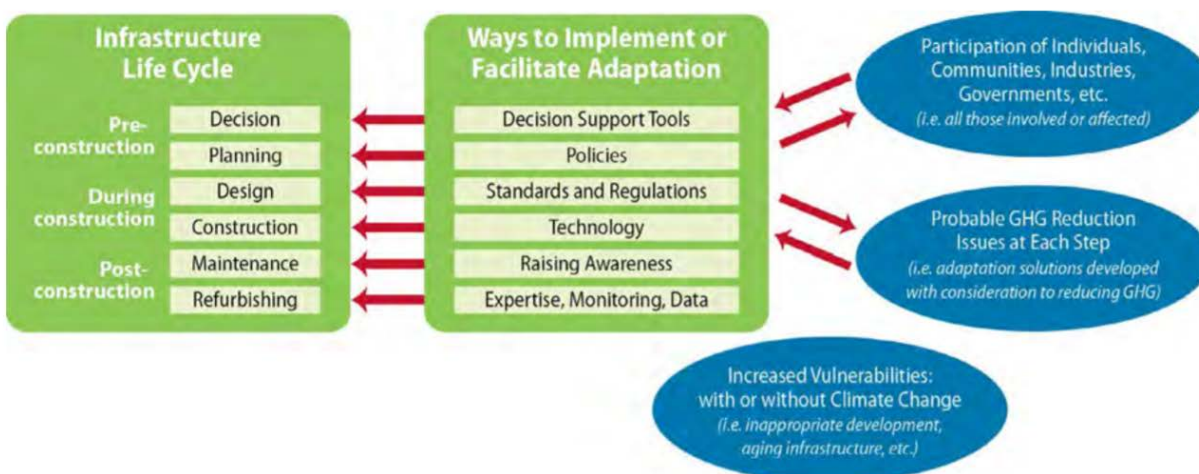 Infrastructure
Life Cycle
Pre-
construction
Decision
Planning
During
construction
Design
Construction
Post-
construction
Maintenance
Refurbishing
Ways to Implement or
Facilitate Adaptation
Decision Support Tools
Policies
Standards and Regulations
Technology
Raising Awareness
Expertise, Monitoring, Data
Participation of Individuals,
Communities, Industries,
Governments, etc.
(i.e. all those involved or affected)
Probable GHG Reduction
Issues at Each Step
(i.e. adaptation solutions developed
with consideration to reducing GHG)
Increased Vulnerabilities:
with or without Climate Change
(i.e. inappropriate development,
aging infrastructure, etc.)